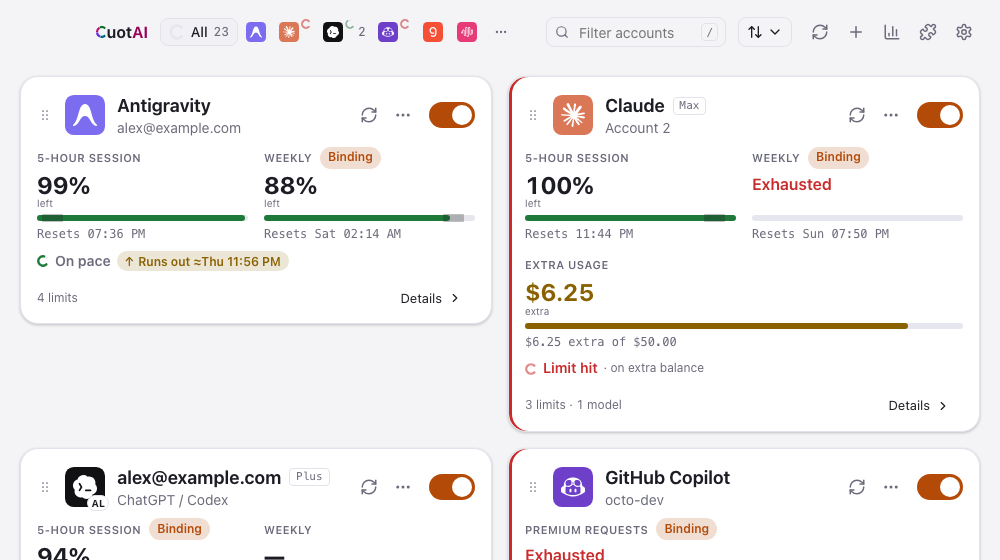 CuotAI
All 23
2
9
Filter accounts /
Antigravity
alex@example.com
5-HOUR SESSION
99%
left
Resets 07:36 PM
WEEKLY Binding
88%
left
Resets Sat 02:14 AM
On pace ↑ Runs out ≈Thu 11:56 PM
4 limits
Details
Claude Max
Account 2
5-HOUR SESSION
100%
left
Resets 11:44 PM
WEEKLY Binding
Exhausted
Resets Sun 07:50 PM
EXTRA USAGE
$6.25
extra
$6.25 extra of $50.00
Limit hit · on extra balance
3 limits · 1 model
Details
AL
alex@example.com Plus
ChatGPT / Codex
5-HOUR SESSION Binding
94%
WEEKLY
—
GitHub Copilot
octo-dev
PREMIUM REQUESTS Binding
Exhausted